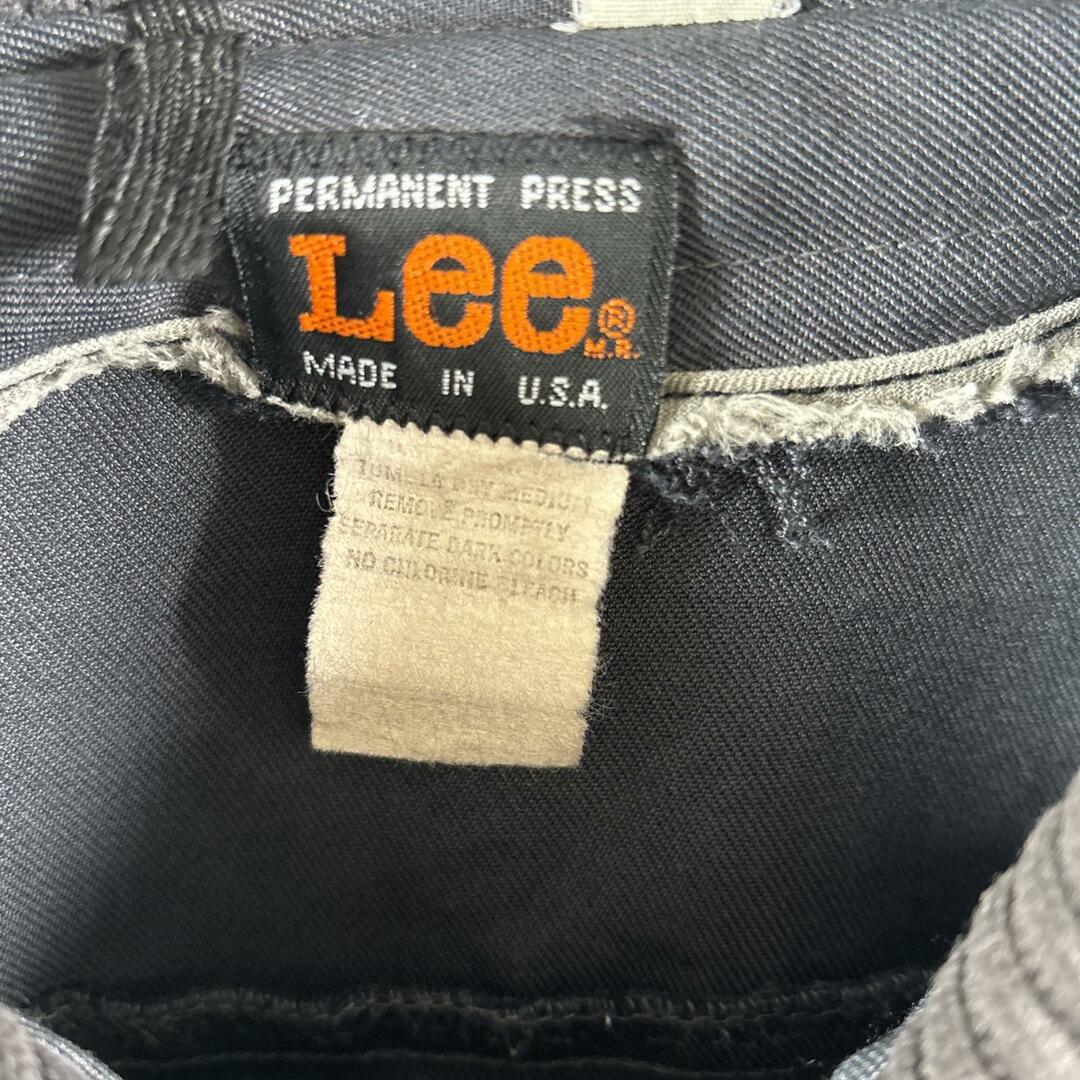 PERMANENT PRESS
Lee®
M.R.
MADE IN U.S.A.
TUMBLE DRY MEDIUM
REMOVE PROMPTLY
SEPARATE DARK COLORS
NO CHLORINE BLEACH